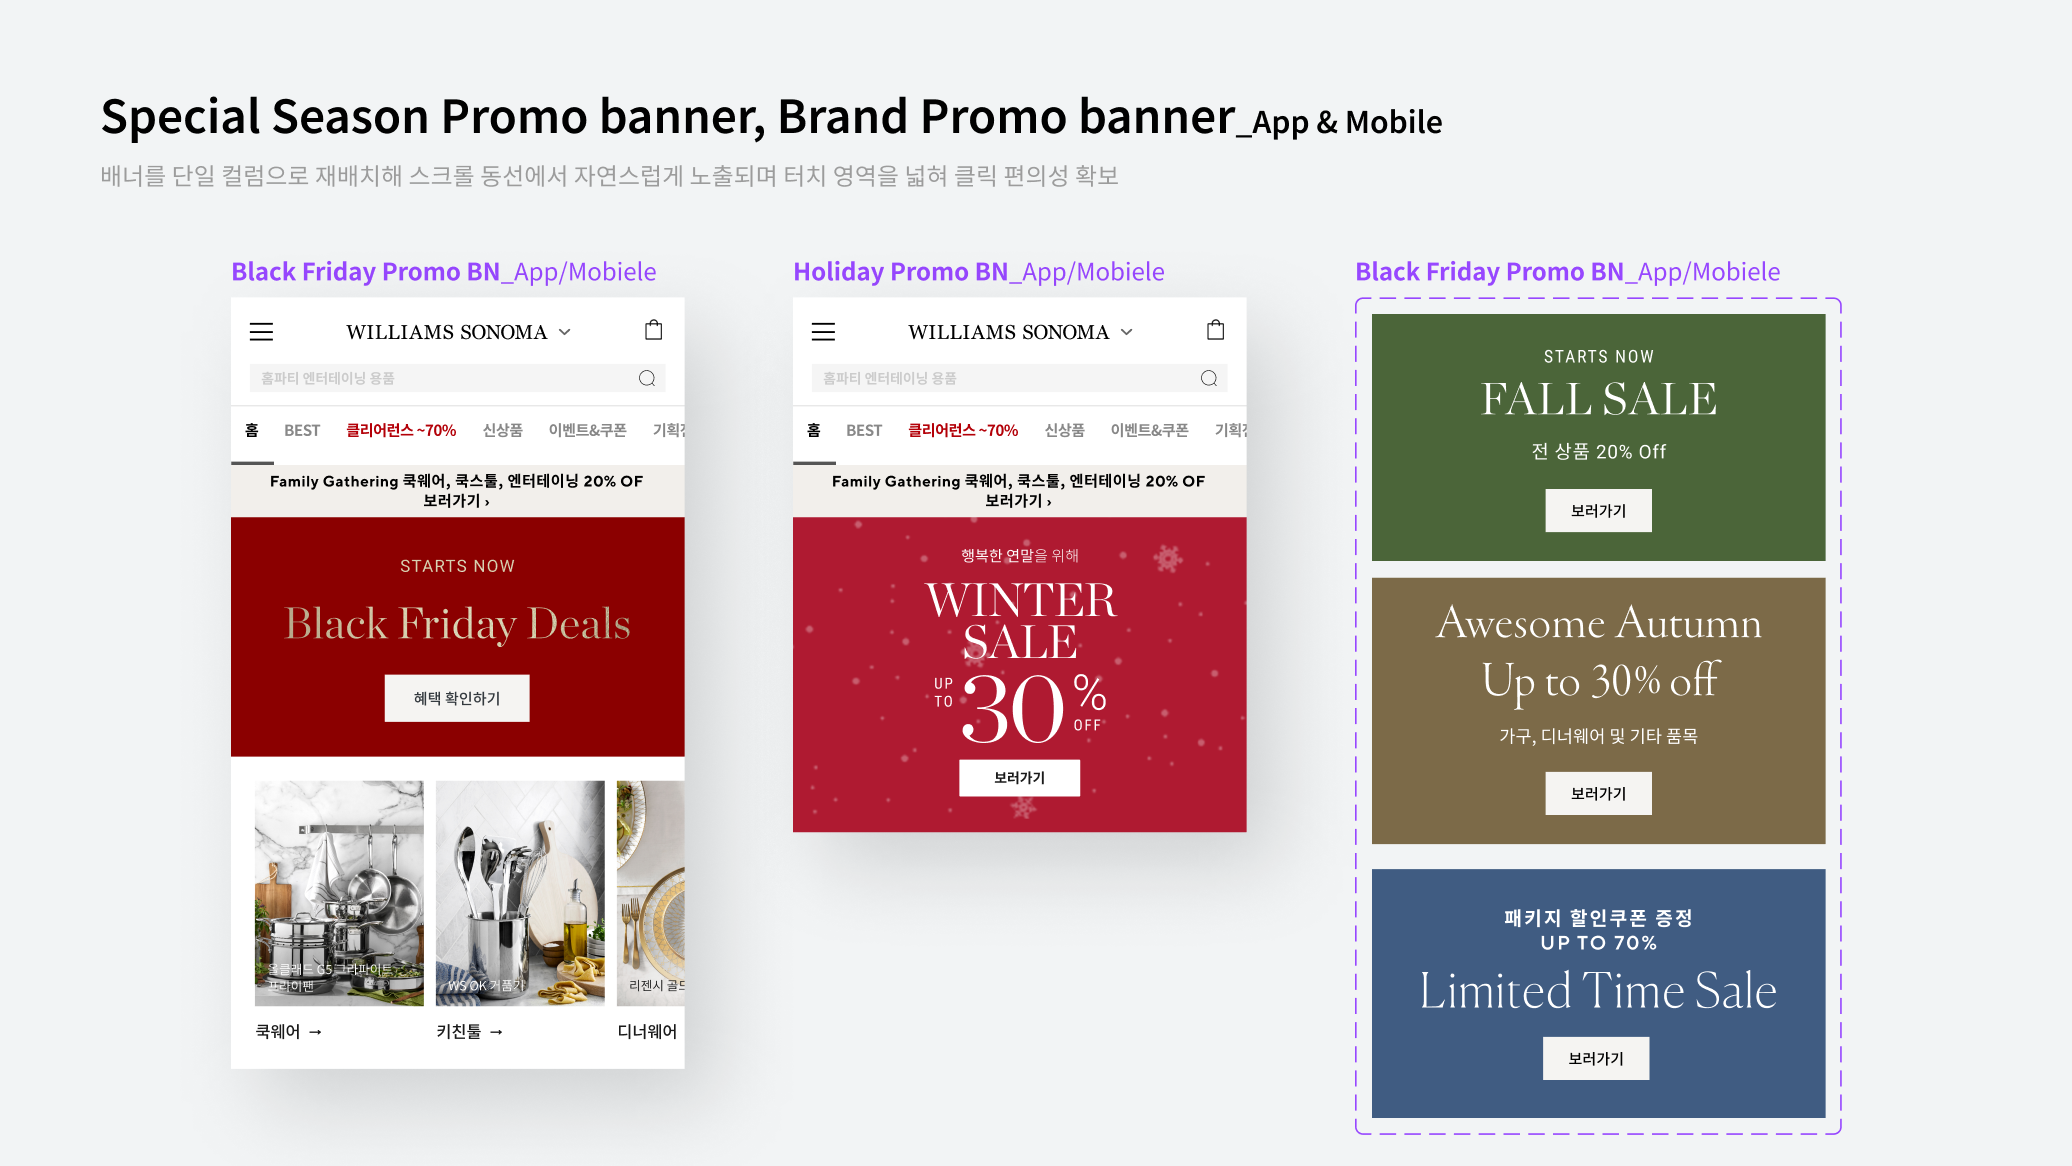 Special Season Promo banner, Brand Promo banner_App & Mobile
배너를 단일 컬럼으로 재배치해 스크롤 동선에서 자연스럽게 노출되며 터치 영역을 넓혀 클릭 편의성 확보
Black Friday Promo BN_App/Mobiele
WILLIAMS SONOMA
홈파티 엔터테이닝 용품
홈 BEST 클리어런스 ~70% 신상품 이벤트&쿠폰 기획전
Family Gathering 쿡웨어, 쿡스툴, 엔터테이닝 20% OF
보러가기 ›
STARTS NOW
Black Friday Deals
혜택 확인하기
올클래드 G5 그라파이트
프라이팬
WS OK 거품기
리젠시 골드
쿡웨어 →
키친툴 →
디너웨어
Holiday Promo BN_App/Mobiele
WILLIAMS SONOMA
홈파티 엔터테이닝 용품
홈 BEST 클리어런스 ~70% 신상품 이벤트&쿠폰 기획전
Family Gathering 쿡웨어, 쿡스툴, 엔터테이닝 20% OF
보러가기 ›
행복한 연말을 위해
WINTER
SALE
UP TO 30% OFF
보러가기
Black Friday Promo BN_App/Mobiele
STARTS NOW
FALL SALE
전 상품 20% Off
보러가기
Awesome Autumn
Up to 30% off
가구, 디너웨어 및 기타 품목
보러가기
패키지 할인쿠폰 증정
UP TO 70%
Limited Time Sale
보러가기